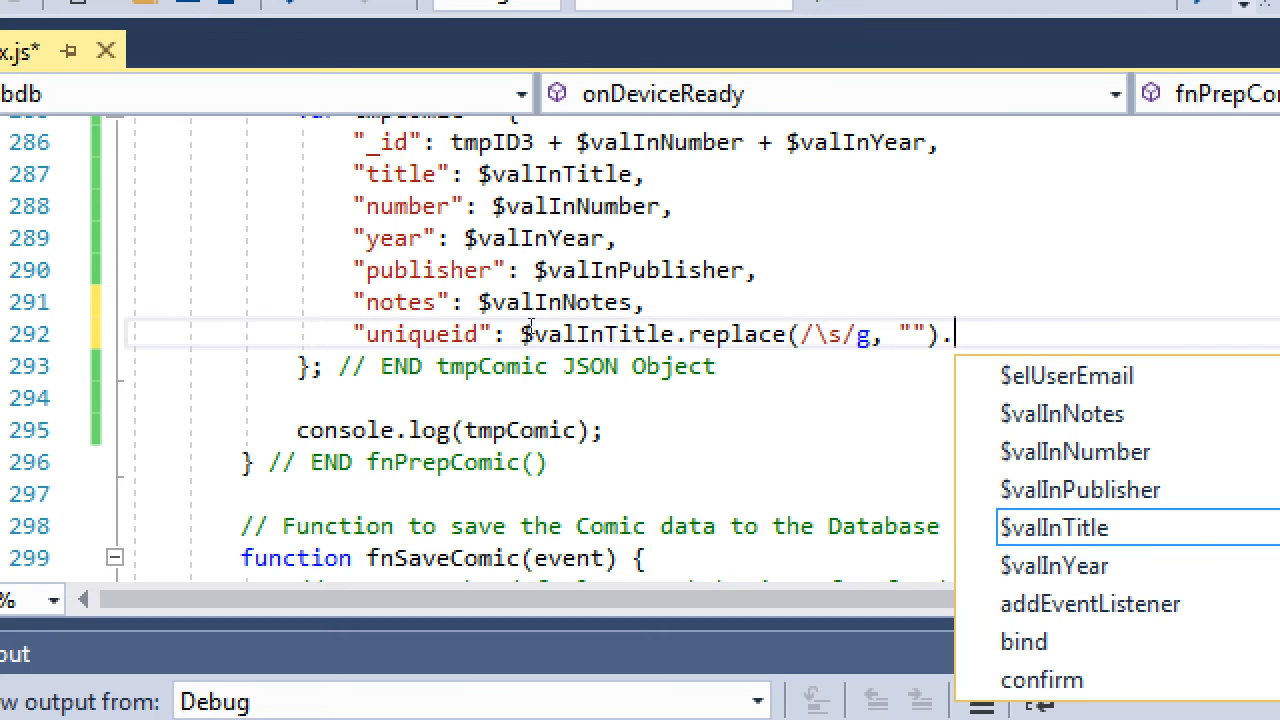 x.js*
bdb onDeviceReady fnPrepCo
286 "_id": tmpID3 + $valInNumber + $valInYear,
287 "title": $valInTitle,
288 "number": $valInNumber,
289 "year": $valInYear,
290 "publisher": $valInPublisher,
291 "notes": $valInNotes,
292 "uniqueid": $valInTitle.replace(/\s/g, "").
293 }; // END tmpComic JSON Object
294
295 console.log(tmpComic);
296 } // END fnPrepComic()
297
298 // Function to save the Comic data to the Database
299 function fnSaveComic(event) {
$elUserEmail
$valInNotes
$valInNumber
$valInPublisher
$valInTitle
$valInYear
addEventListener
bind
confirm
%
out
w output from: Debug